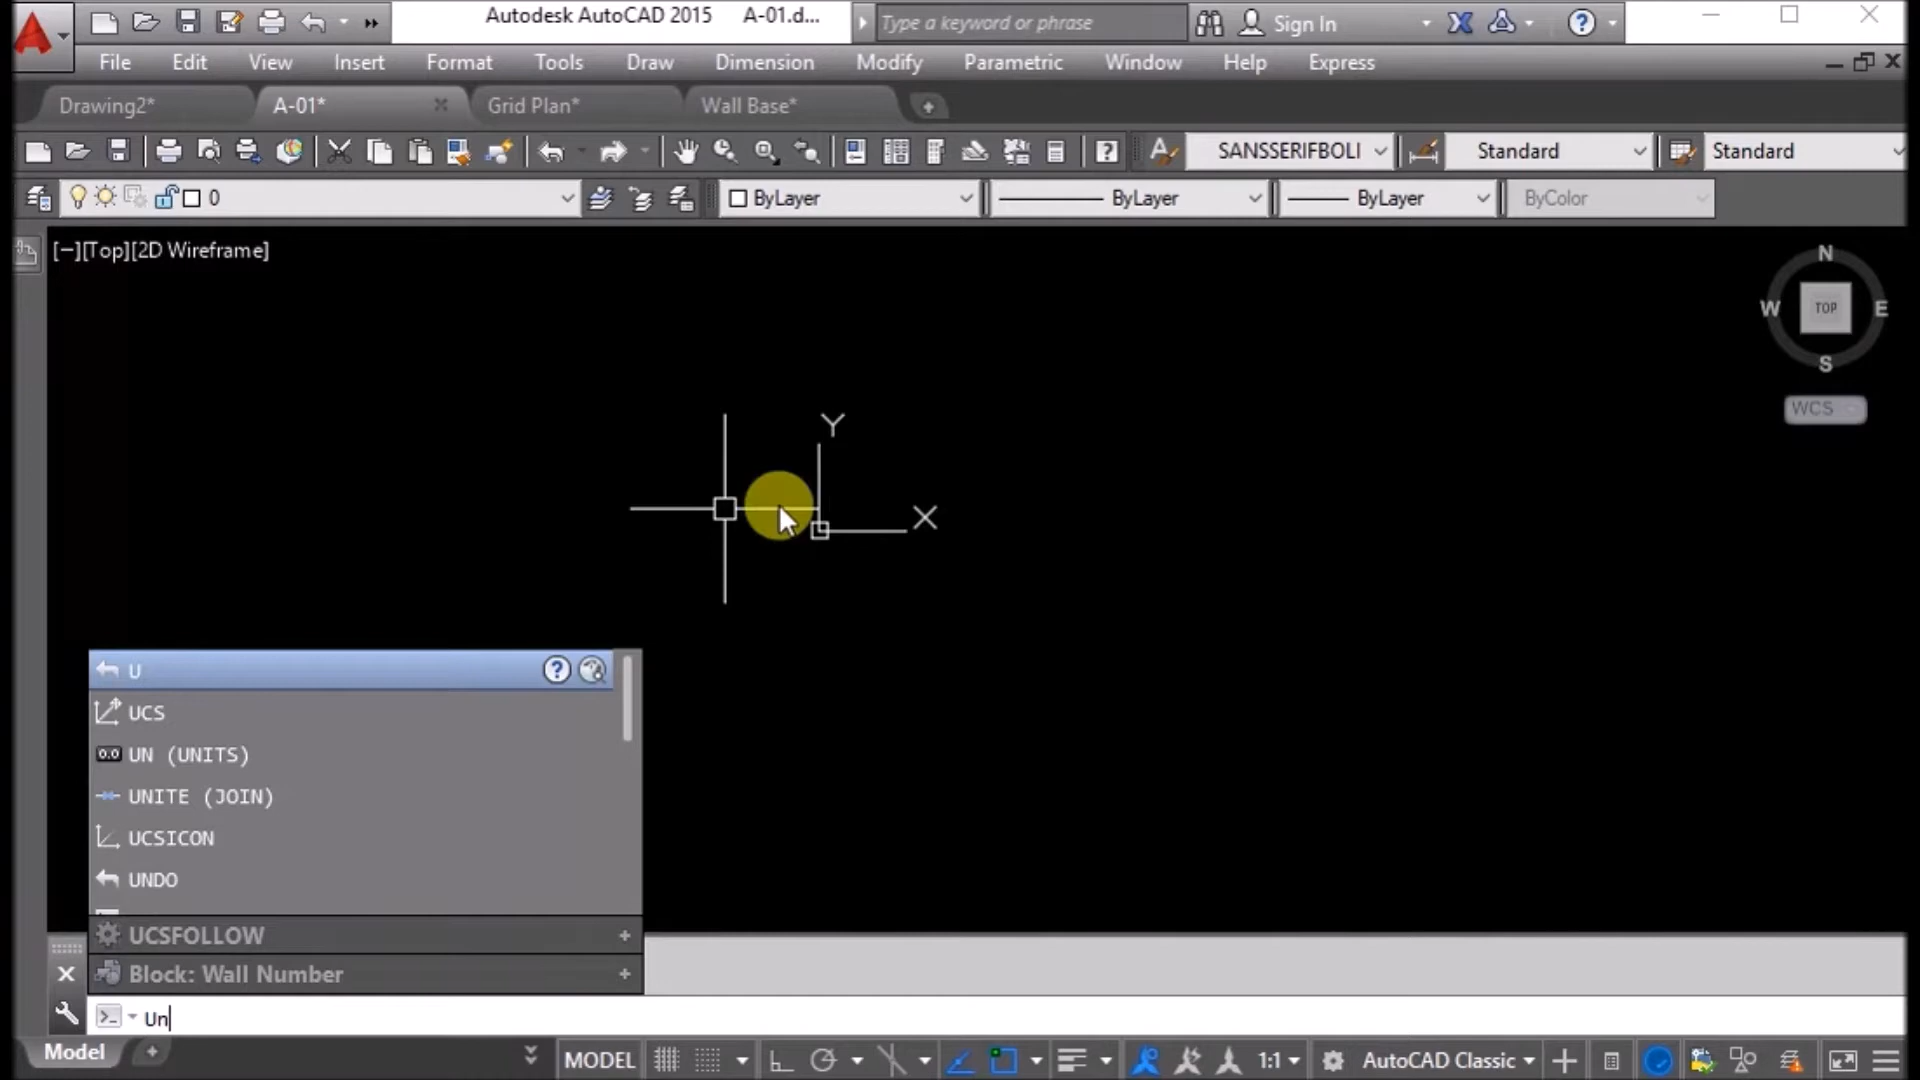 Autodesk AutoCAD 2015 A-01.d... Type a keyword or phrase Sign In
File Edit View Insert Format Tools Draw Dimension Modify Parametric Window Help Express
Drawing2* A-01* Grid Plan* Wall Base*
SANSSERIFBOLI Standard Standard
0 ByLayer ByLayer ByLayer ByColor
[−][Top][2D Wireframe]
N
W TOP E
S
WCS
Y
X
U
UCS
UN (UNITS)
UNITE (JOIN)
UCSICON
UNDO
UCSFOLLOW
Block: Wall Number
Un
Model MODEL 1:1 AutoCAD Classic